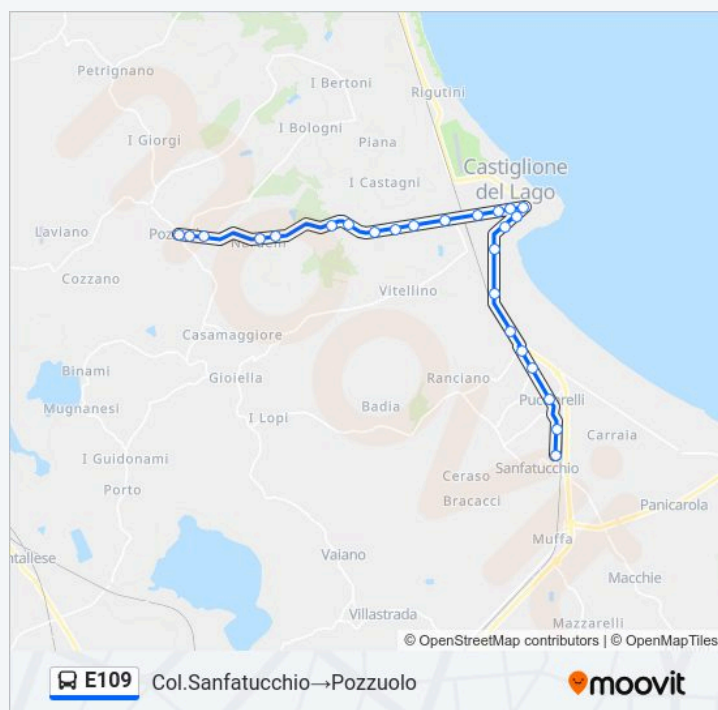 Petrignano
I Bertoni
Rigutini
I Bologni
I Giorgi
Piana
Castiglione
del Lago
I Castagni
Laviano
Cozzano
Vitellino
Casamaggiore
Binami
Gioiella
Ranciano
Mugnanesi
Badia
I Lopi
Carraia
I Guidonami
Sanfatucchio
Ceraso
Porto
Bracacci
Panicarola
Muffa
Vaiano
Macchie
Villastrada
Mazzarelli
© OpenStreetMap contributors | © OpenMapTiles
E109 Col.Sanfatucchio→Pozzuolo
moovit